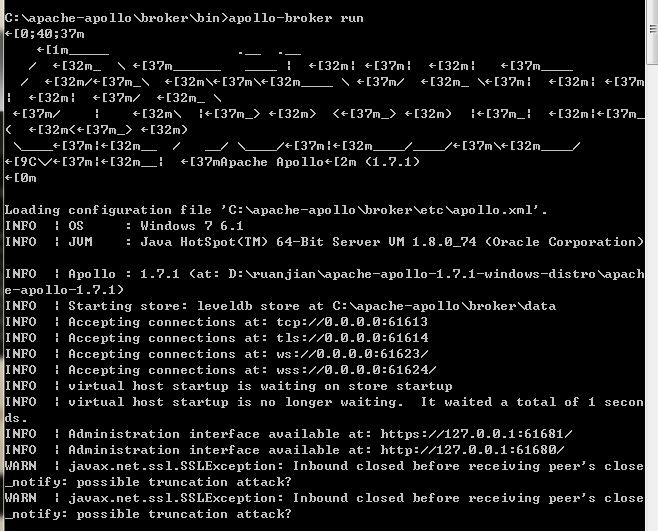 C:\apache-apollo\broker\bin>apollo-broker run
←[0;40;37m
    ←[1m_____                .__  .__
   /  ←[32m_  \ ←[37m______   ____ ¦  ←[32m¦ ←[37m¦  ←[32m¦   ←[37m____
  /  ←[32m/←[37m_\  ←[32m\←[37m\←[32m____ \ ←[37m/  ←[32m_ \←[37m¦  ←[32m¦ ←[37m
¦  ←[32m¦  ←[37m/  ←[32m_ \
 ←[37m/    ¦    ←[32m\  ¦←[37m_> ←[32m>  <←[37m_> ←[32m)  ¦←[37m_¦  ←[32m¦←[37m_
(  ←[32m<←[37m_> ←[32m)
 \____←[37m¦←[32m__  /   __/ \____/←[37m¦←[32m____/____/←[37m\←[32m____/
←[9C\/←[37m¦←[32m__¦  ←[37mApache Apollo←[2m (1.7.1)
←[0m
Loading configuration file 'C:\apache-apollo\broker\etc\apollo.xml'.
INFO  ¦ OS     : Windows 7 6.1
INFO  ¦ JVM    : Java HotSpot(TM) 64-Bit Server VM 1.8.0_74 (Oracle Corporation)
INFO  ¦ Apollo : 1.7.1 (at: D:\ruanjian\apache-apollo-1.7.1-windows-distro\apach
e-apollo-1.7.1)
INFO  ¦ Starting store: leveldb store at C:\apache-apollo\broker\data
INFO  ¦ Accepting connections at: tcp://0.0.0.0:61613
INFO  ¦ Accepting connections at: tls://0.0.0.0:61614
INFO  ¦ Accepting connections at: ws://0.0.0.0:61623/
INFO  ¦ Accepting connections at: wss://0.0.0.0:61624/
INFO  ¦ virtual host startup is waiting on store startup
INFO  ¦ virtual host startup is no longer waiting.  It waited a total of 1 secon
ds.
INFO  ¦ Administration interface available at: https://127.0.0.1:61681/
INFO  ¦ Administration interface available at: http://127.0.0.1:61680/
WARN  ¦ javax.net.ssl.SSLException: Inbound closed before receiving peer's close
_notify: possible truncation attack?
WARN  ¦ javax.net.ssl.SSLException: Inbound closed before receiving peer's close
_notify: possible truncation attack?